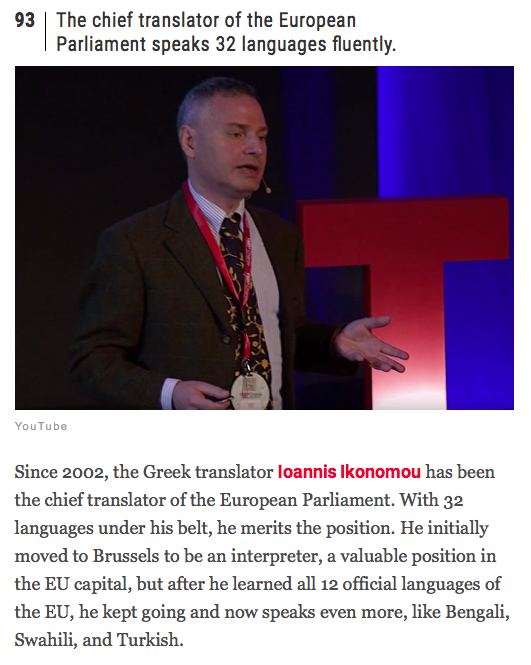 93
The chief translator of the European
Parliament speaks 32 languages fluently.
T
YouTube
Since 2002, the Greek translator Ioannis Ikonomou has been
the chief translator of the European Parliament. With 32
languages under his belt, he merits the position. He initially
moved to Brussels to be an interpreter, a valuable position in
the EU capital, but after he learned all 12 official languages of
the EU, he kept going and now speaks even more, like Bengali,
Swahili, and Turkish.